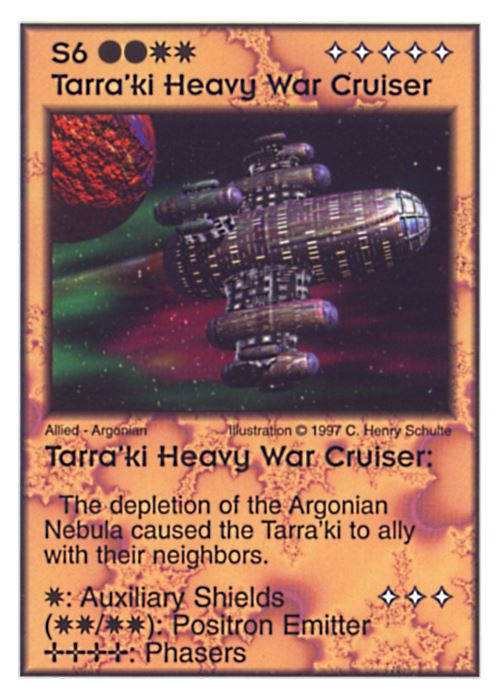 S6 ●●✷✷ ✧✧✧✧✧
Tarra'ki Heavy War Cruiser
Allied - Argonian Illustration © 1997 C. Henry Schulte
Tarra'ki Heavy War Cruiser:
The depletion of the Argonian
Nebula caused the Tarra'ki to ally
with their neighbors.
✷: Auxiliary Shields ✧✧✧
(✷✷/✷✷): Positron Emitter
✢✢✢✢: Phasers